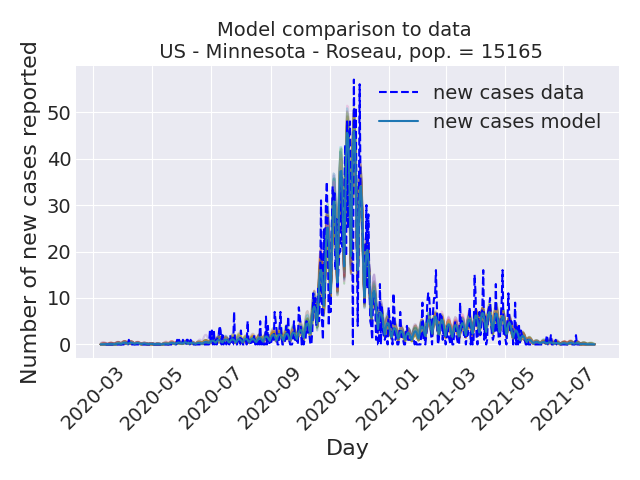 Model comparison to data
US - Minnesota - Roseau, pop. = 15165
Number of new cases reported
50
40
30
20
10
0
new cases data
new cases model
2020-03
2020-05
2020-07
2020-09
2020-11
2021-01
2021-03
2021-05
2021-07
Day